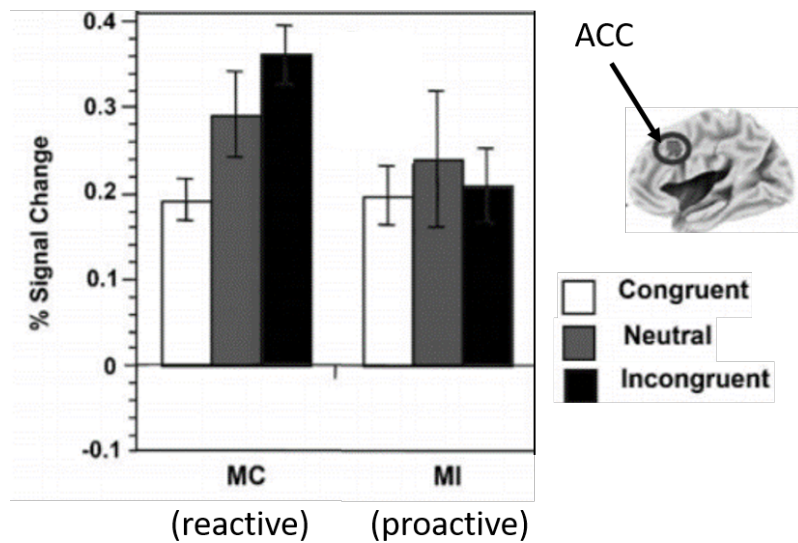 0.4
0.3
0.2
0.1
0
-0.1
% Signal Change
MC
MI
(reactive)
(proactive)
ACC
Congruent
Neutral
Incongruent